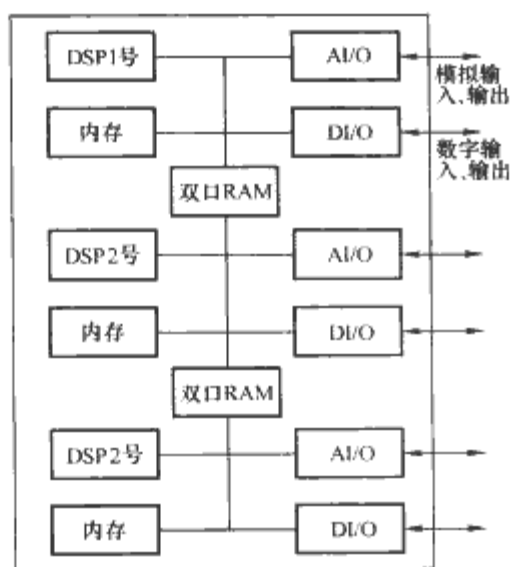 DSP1号
AI/O
模拟输
入、输出
内存
DI/O
数字输
入、输出
双口RAM
DSP2号
AI/O
内存
DI/O
双口RAM
DSP2号
AI/O
内存
DI/O